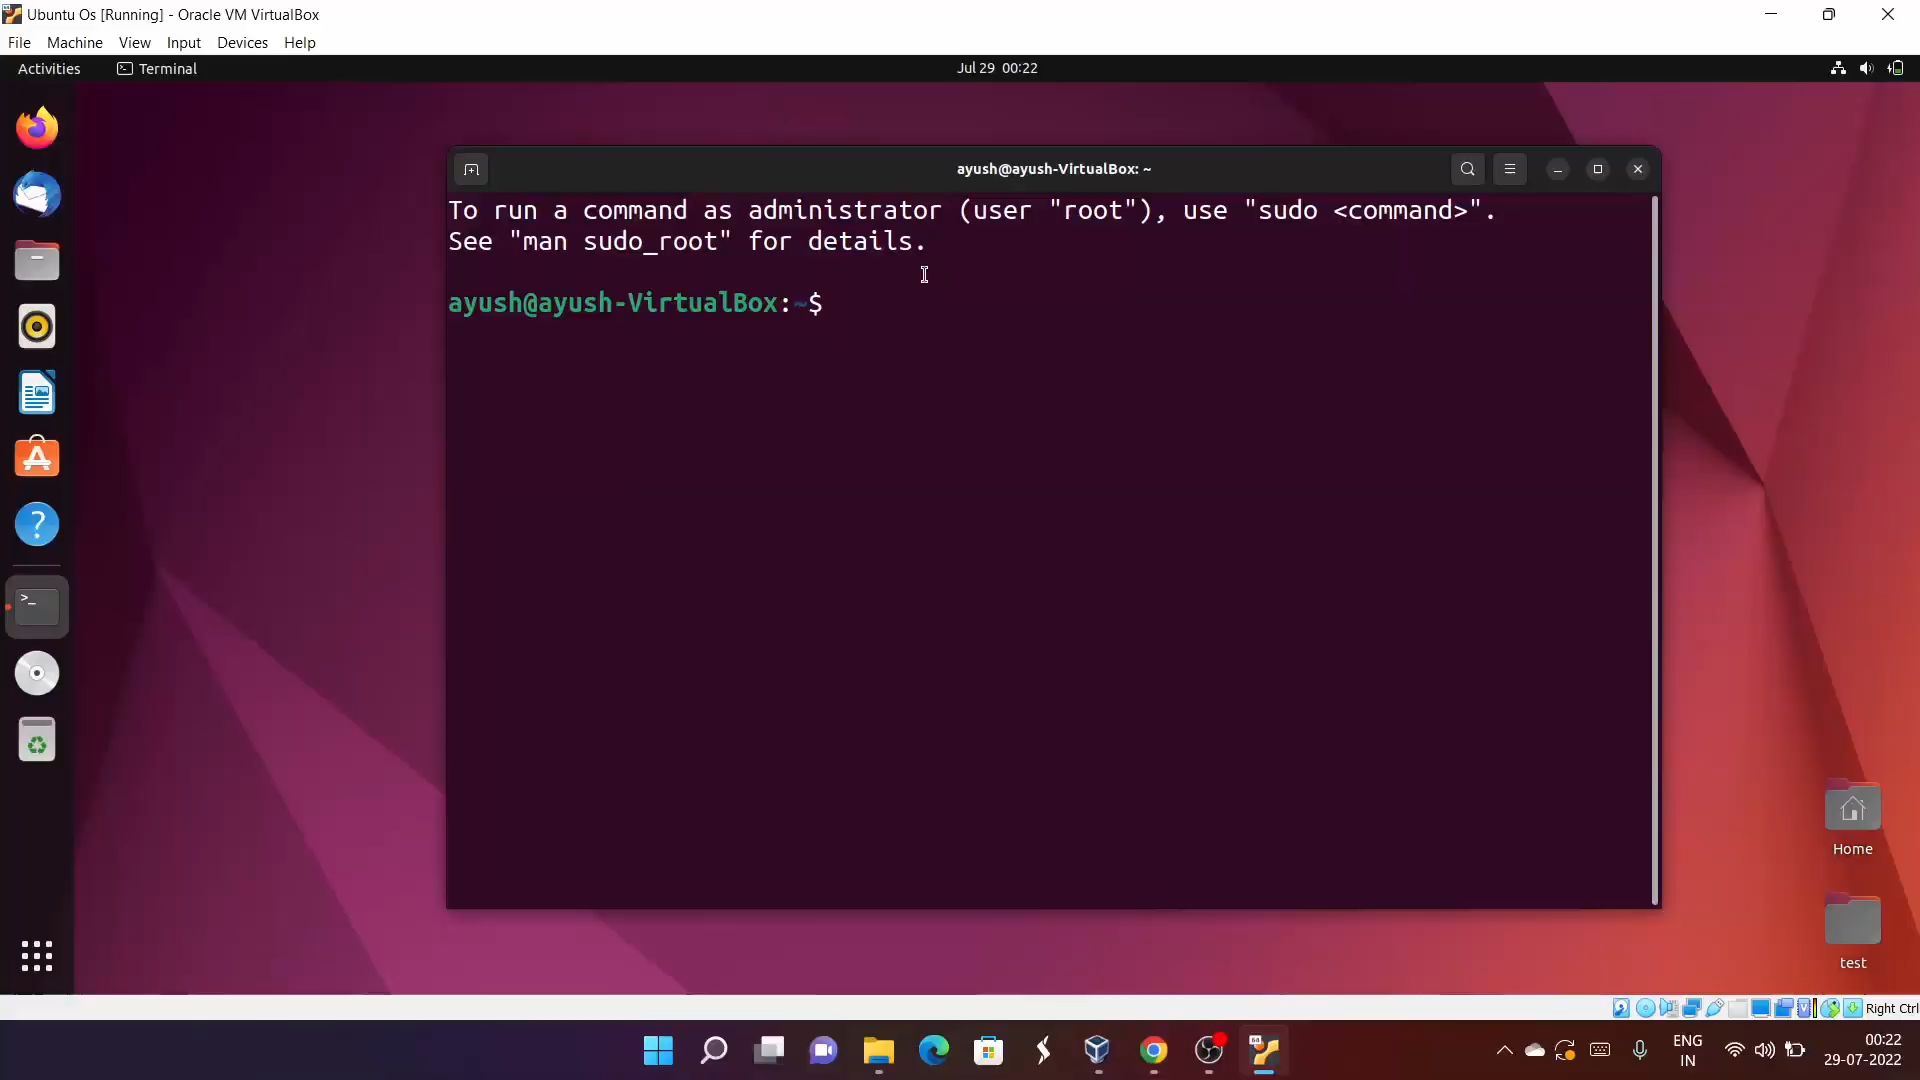 Ubuntu Os [Running] - Oracle VM VirtualBox
File Machine View Input Devices Help
Activities Terminal Jul 29 00:22
ayush@ayush-VirtualBox: ~
To run a command as administrator (user "root"), use "sudo <command>".
See "man sudo_root" for details.
ayush@ayush-VirtualBox:~$
Home
test
Right Ctrl
ENG
IN
00:22
29-07-2022